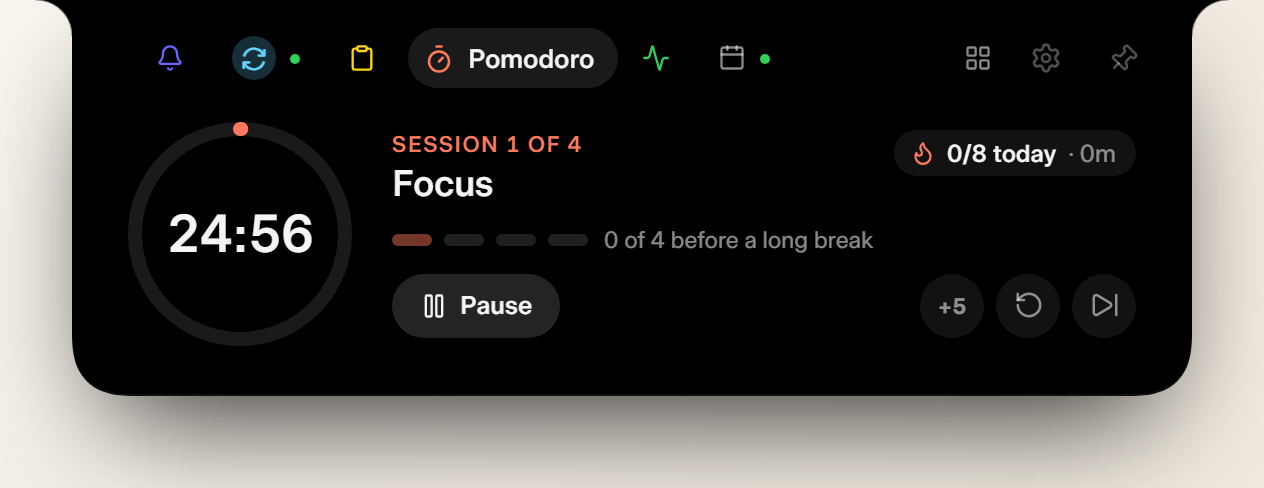 Pomodoro
24:56
SESSION 1 OF 4
Focus
0/8 today · 0m
0 of 4 before a long break
Pause
+5